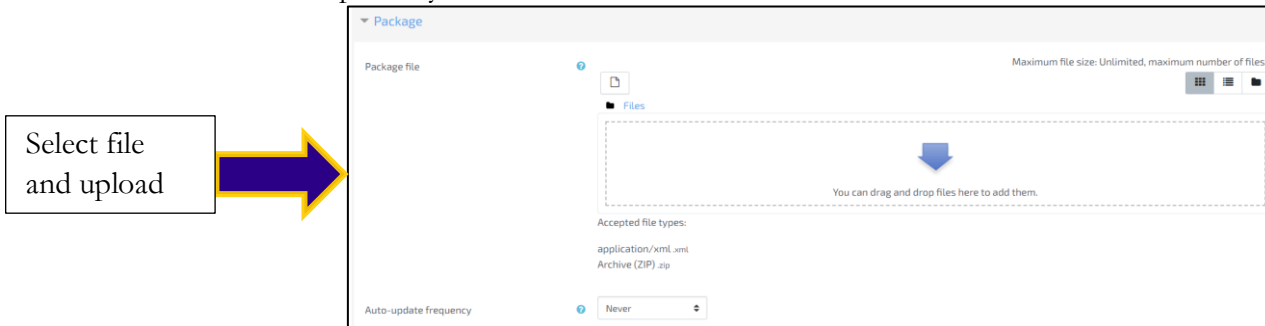 Package
Package file
Maximum file size: Unlimited, maximum number of files
Files
Select file
and upload
You can drag and drop files here to add them.
Accepted file types:
application/xml .xml
Archive (ZIP) .zip
Auto-update frequency
Never